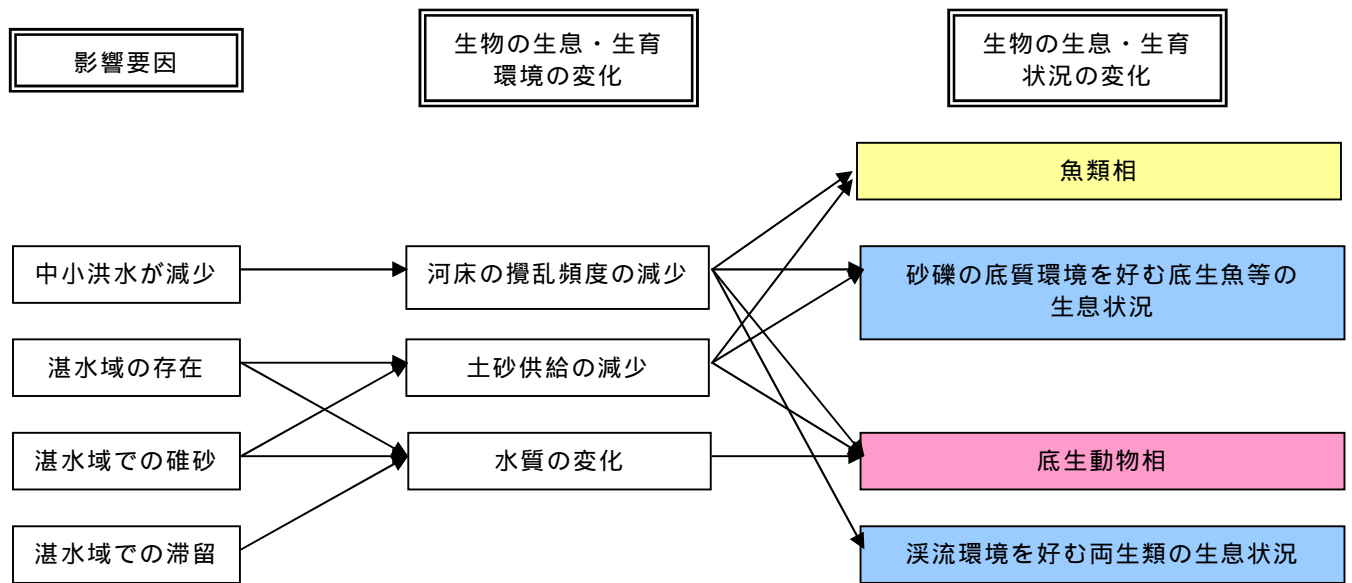 影響要因
生物の生息・生育
環境の変化
生物の生息・生育
状況の変化
魚類相
中小洪水が減少
河床の攪乱頻度の減少
砂礫の底質環境を好む底生魚等の
生息状況
湛水域の存在
土砂供給の減少
湛水域での碓砂
水質の変化
底生動物相
湛水域での滞留
渓流環境を好む両生類の生息状況